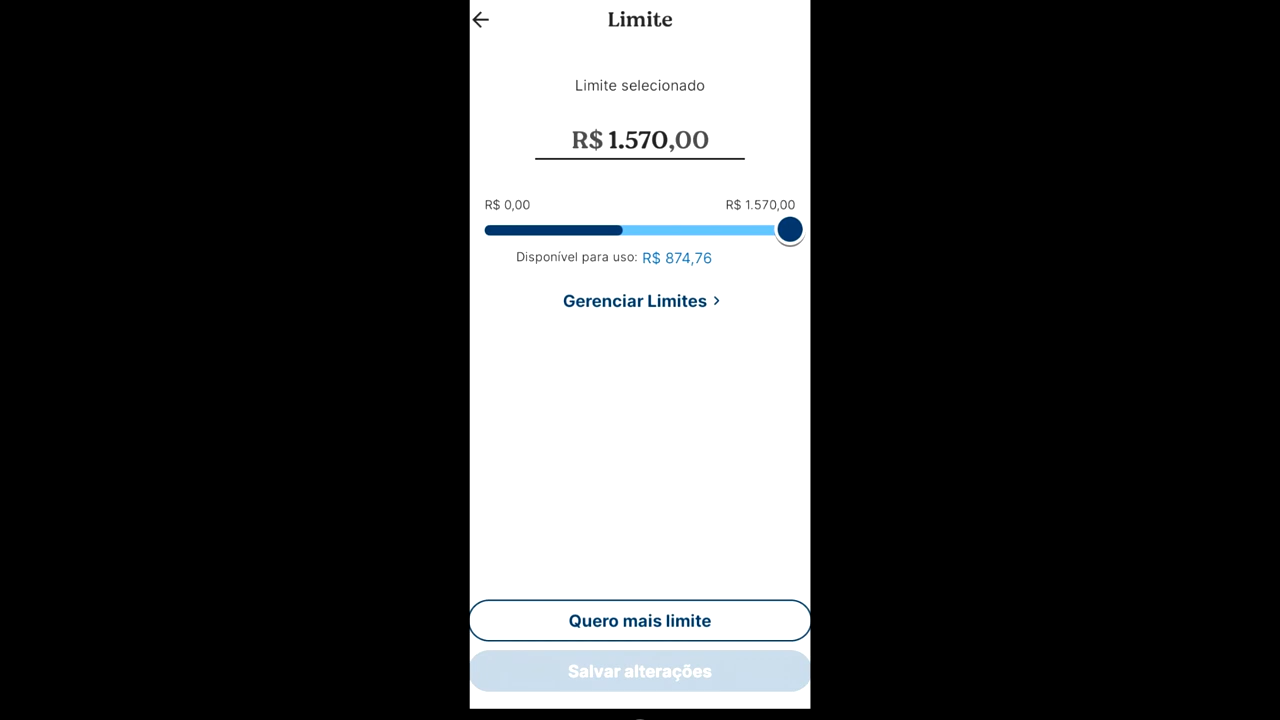 Limite
Limite selecionado
R$ 1.570,00
R$ 0,00 R$ 1.570,00
Disponível para uso: R$ 874,76
Gerenciar Limites
Quero mais limite
Salvar alterações